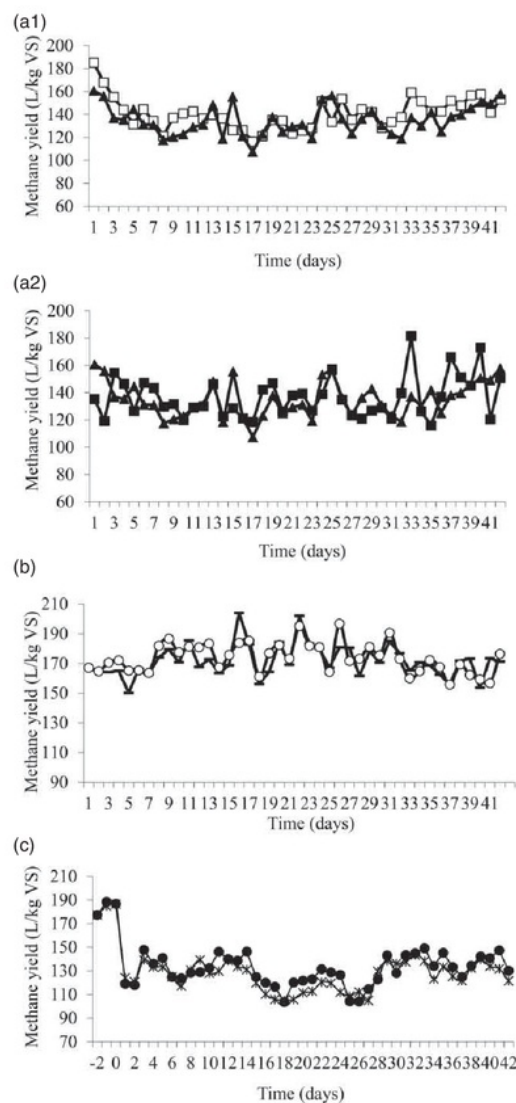 (a1)
Methane yield (L/kg VS)
200
180
160
140
120
100
80
60
1 3 5 7 9 11 13 15 17 19 21 23 25 27 29 31 33 35 37 39 41
Time (days)
(a2)
Methane yield (L/kg VS)
200
180
160
140
120
100
80
60
1 3 5 7 9 11 13 15 17 19 21 23 25 27 29 31 33 35 37 39 41
Time (days)
(b)
Methane yield (L/kg VS)
210
190
170
150
130
110
90
1 3 5 7 9 11 13 15 17 19 21 23 25 27 29 31 33 35 37 39 41
Time (days)
(c)
Methane yield (L/kg VS)
210
190
170
150
130
110
90
70
-2 0 2 4 6 8 10 12 14 16 18 20 22 24 26 28 30 32 34 36 38 40 42
Time (days)